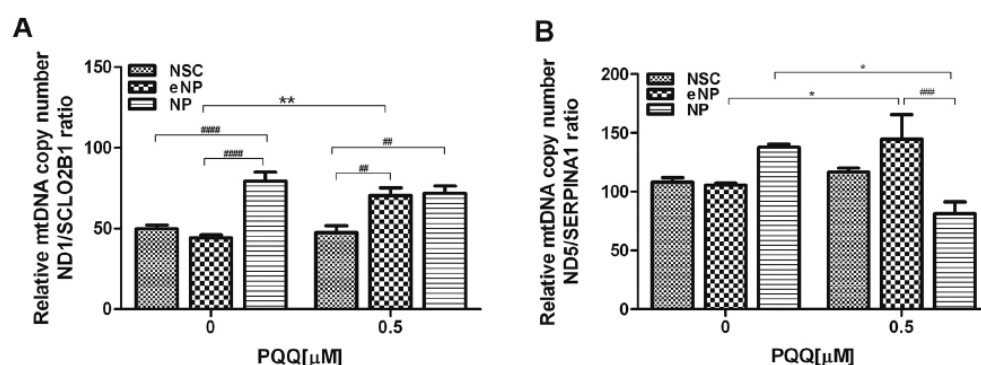 A
Relative mtDNA copy number
ND1/SCLO2B1 ratio
150
100
50
0
NSC
eNP
NP
**
####
####
##
##
0
0.5
PQQ[µM]
B
Relative mtDNA copy number
ND5/SERPINA1 ratio
200
150
100
50
0
NSC
eNP
NP
*
*
###
0
0.5
PQQ[µM]